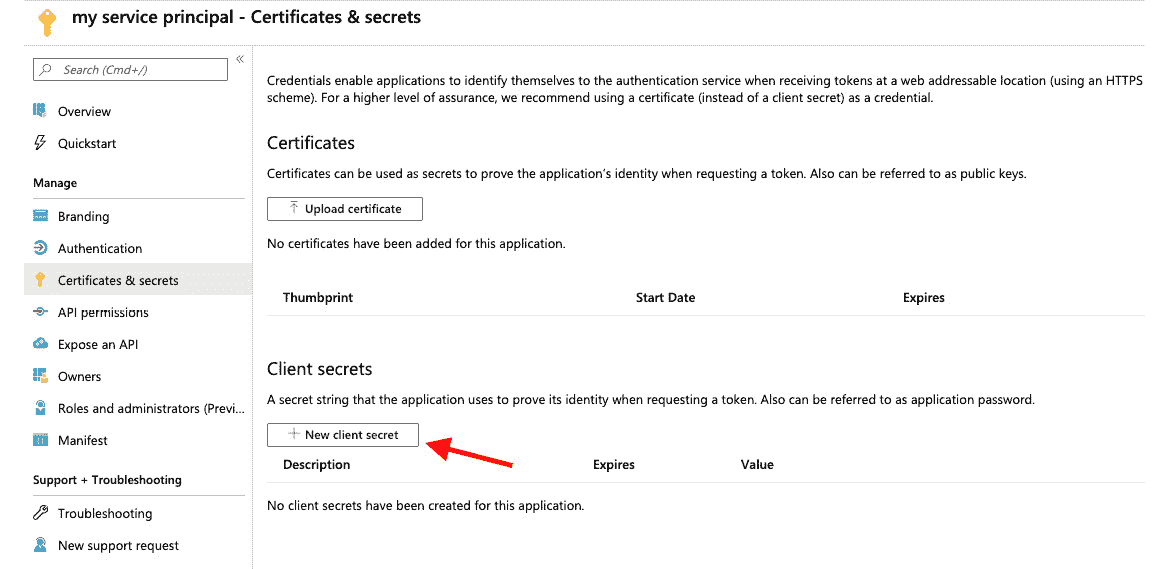 my service principal - Certificates & secrets
Search (Cmd+/)
«
Overview
Quickstart
Manage
Branding
Authentication
Certificates & secrets
API permissions
Expose an API
Owners
Roles and administrators (Previ...
Manifest
Support + Troubleshooting
Troubleshooting
New support request
Credentials enable applications to identify themselves to the authentication service when receiving tokens at a web addressable location (using an HTTPS
scheme). For a higher level of assurance, we recommend using a certificate (instead of a client secret) as a credential.
Certificates
Certificates can be used as secrets to prove the application's identity when requesting a token. Also can be referred to as public keys.
Upload certificate
No certificates have been added for this application.
Thumbprint Start Date Expires
Client secrets
A secret string that the application uses to prove its identity when requesting a token. Also can be referred to as application password.
New client secret
Description Expires Value
No client secrets have been created for this application.